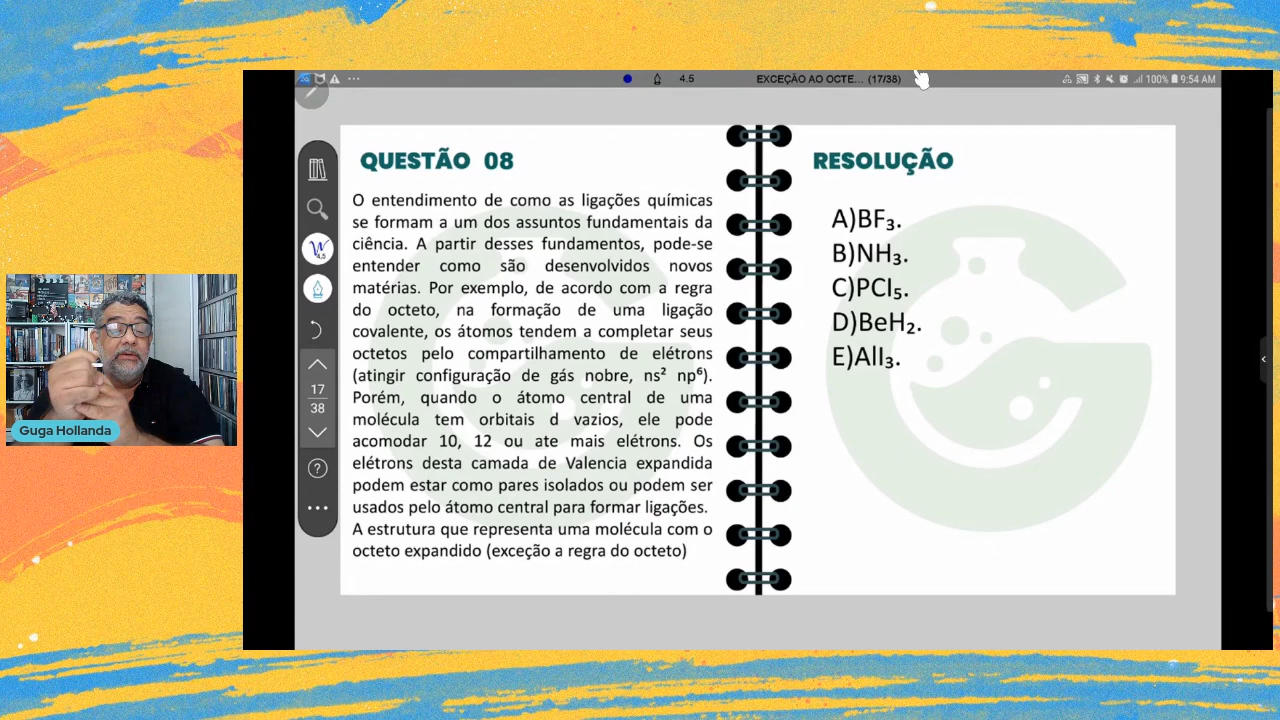 4.5
EXCEÇÃO AO OCTE... (17/38)
100% 9:54 AM
QUESTÃO 08
O entendimento de como as ligações químicas
se formam a um dos assuntos fundamentais da
ciência. A partir desses fundamentos, pode-se
entender como são desenvolvidos novos
matérias. Por exemplo, de acordo com a regra
do octeto, na formação de uma ligação
covalente, os átomos tendem a completar seus
octetos pelo compartilhamento de elétrons
(atingir configuração de gás nobre, ns² np⁶).
Porém, quando o átomo central de uma
molécula tem orbitais d vazios, ele pode
acomodar 10, 12 ou ate mais elétrons. Os
elétrons desta camada de Valencia expandida
podem estar como pares isolados ou podem ser
usados pelo átomo central para formar ligações.
A estrutura que representa uma molécula com o
octeto expandido (exceção a regra do octeto)
RESOLUÇÃO
A)BF₃.
B)NH₃.
C)PCI₅.
D)BeH₂.
E)AlI₃.
4.5
17
38
Guga Hollanda